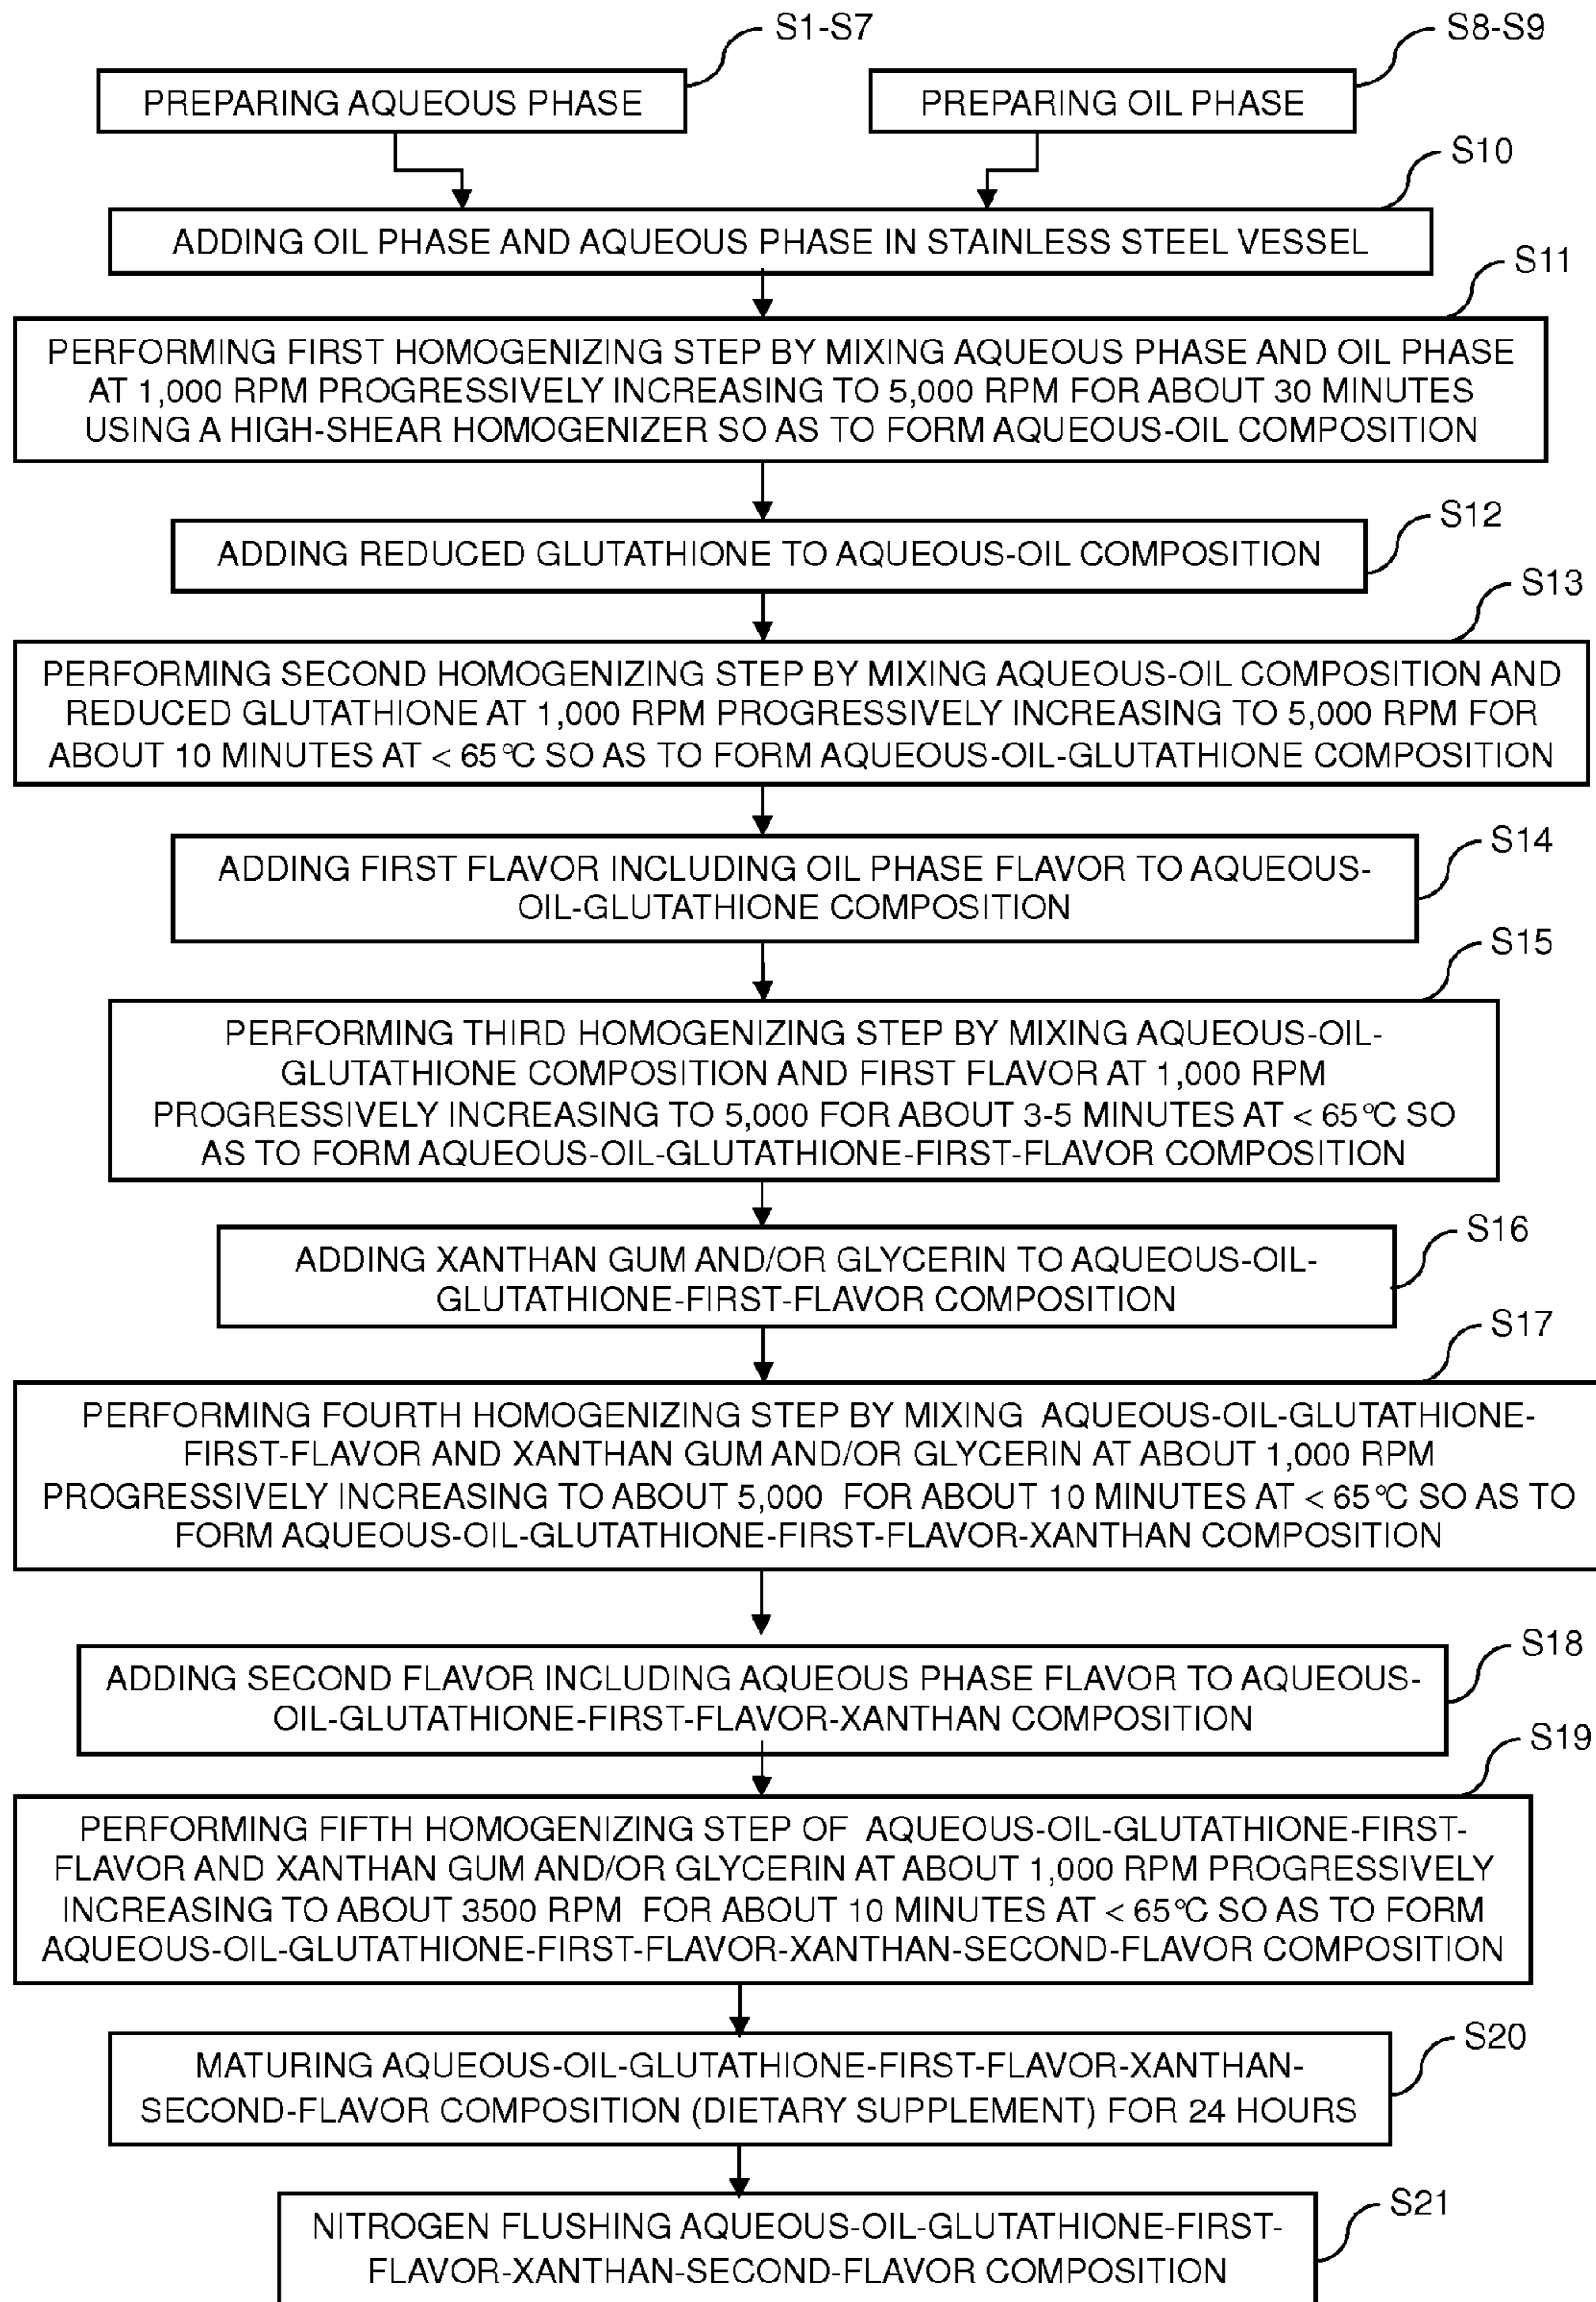 S1-S7
S8-S9
PREPARING AQUEOUS PHASE
PREPARING OIL PHASE
S10
ADDING OIL PHASE AND AQUEOUS PHASE IN STAINLESS STEEL VESSEL
S11
PERFORMING FIRST HOMOGENIZING STEP BY MIXING AQUEOUS PHASE AND OIL PHASE
AT 1,000 RPM PROGRESSIVELY INCREASING TO 5,000 RPM FOR ABOUT 30 MINUTES
USING A HIGH-SHEAR HOMOGENIZER SO AS TO FORM AQUEOUS-OIL COMPOSITION
S12
ADDING REDUCED GLUTATHIONE TO AQUEOUS-OIL COMPOSITION
S13
PERFORMING SECOND HOMOGENIZING STEP BY MIXING AQUEOUS-OIL COMPOSITION AND
REDUCED GLUTATHIONE AT 1,000 RPM PROGRESSIVELY INCREASING TO 5,000 RPM FOR
ABOUT 10 MINUTES AT < 65°C SO AS TO FORM AQUEOUS-OIL-GLUTATHIONE COMPOSITION
S14
ADDING FIRST FLAVOR INCLUDING OIL PHASE FLAVOR TO AQUEOUS-
OIL-GLUTATHIONE COMPOSITION
S15
PERFORMING THIRD HOMOGENIZING STEP BY MIXING AQUEOUS-OIL-
GLUTATHIONE COMPOSITION AND FIRST FLAVOR AT 1,000 RPM
PROGRESSIVELY INCREASING TO 5,000 FOR ABOUT 3-5 MINUTES AT < 65°C SO
AS TO FORM AQUEOUS-OIL-GLUTATHIONE-FIRST-FLAVOR COMPOSITION
S16
ADDING XANTHAN GUM AND/OR GLYCERIN TO AQUEOUS-OIL-
GLUTATHIONE-FIRST-FLAVOR COMPOSITION
S17
PERFORMING FOURTH HOMOGENIZING STEP BY MIXING AQUEOUS-OIL-GLUTATHIONE-
FIRST-FLAVOR AND XANTHAN GUM AND/OR GLYCERIN AT ABOUT 1,000 RPM
PROGRESSIVELY INCREASING TO ABOUT 5,000 FOR ABOUT 10 MINUTES AT < 65°C SO AS TO
FORM AQUEOUS-OIL-GLUTATHIONE-FIRST-FLAVOR-XANTHAN COMPOSITION
S18
ADDING SECOND FLAVOR INCLUDING AQUEOUS PHASE FLAVOR TO AQUEOUS-
OIL-GLUTATHIONE-FIRST-FLAVOR-XANTHAN COMPOSITION
S19
PERFORMING FIFTH HOMOGENIZING STEP OF AQUEOUS-OIL-GLUTATHIONE-FIRST-
FLAVOR AND XANTHAN GUM AND/OR GLYCERIN AT ABOUT 1,000 RPM PROGRESSIVELY
INCREASING TO ABOUT 3500 RPM FOR ABOUT 10 MINUTES AT < 65°C SO AS TO FORM
AQUEOUS-OIL-GLUTATHIONE-FIRST-FLAVOR-XANTHAN-SECOND-FLAVOR COMPOSITION
S20
MATURING AQUEOUS-OIL-GLUTATHIONE-FIRST-FLAVOR-XANTHAN-
SECOND-FLAVOR COMPOSITION (DIETARY SUPPLEMENT) FOR 24 HOURS
S21
NITROGEN FLUSHING AQUEOUS-OIL-GLUTATHIONE-FIRST-
FLAVOR-XANTHAN-SECOND-FLAVOR COMPOSITION